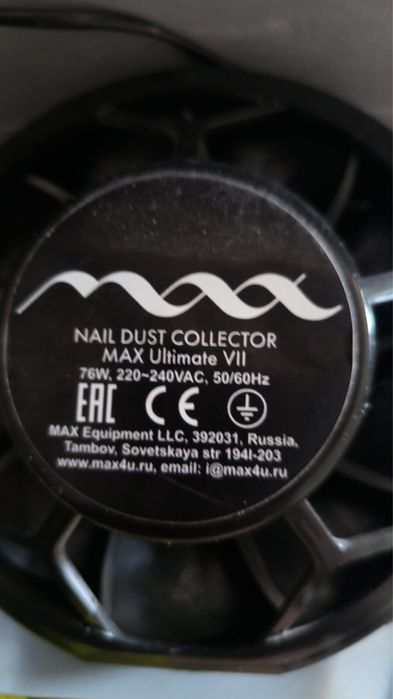 max
NAIL DUST COLLECTOR
MAX Ultimate VII
76W, 220~240VAC, 50/60Hz
EAC CE
MAX Equipment LLC, 392031, Russia,
Tambov, Sovetskaya str 194I-203
www.max4u.ru, email: i@max4u.ru